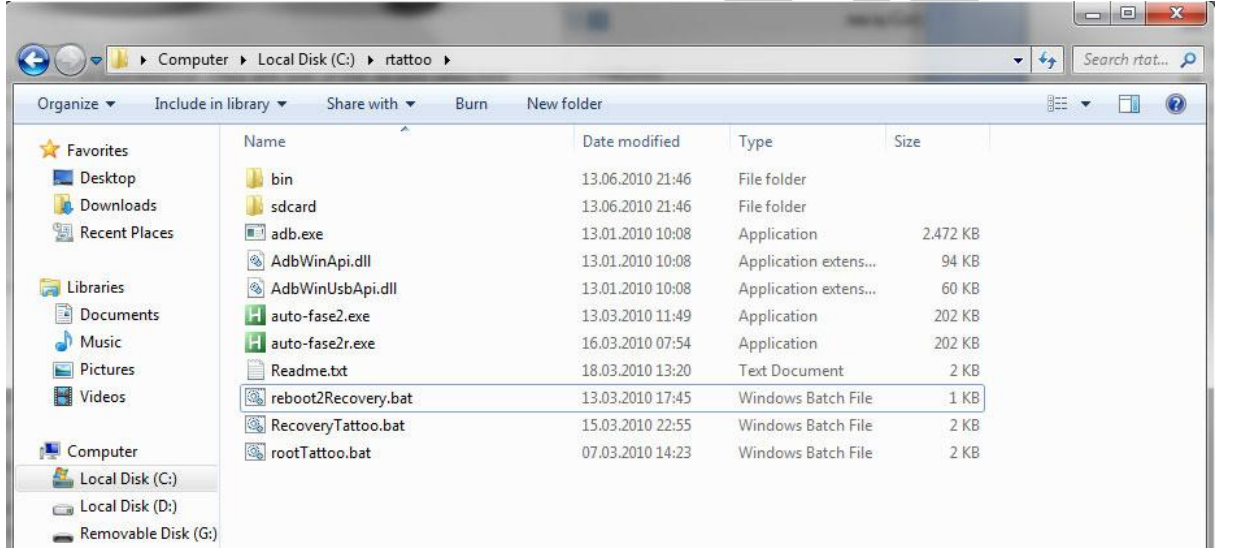 Computer Local Disk (C:) rtattoo Search rtat...
Organize Include in library Share with Burn New folder
Favorites
Desktop
Downloads
Recent Places
Libraries
Documents
Music
Pictures
Videos
Computer
Local Disk (C:)
Local Disk (D:)
Removable Disk (G:)
Name Date modified Type Size
bin 13.06.2010 21:46 File folder
sdcard 13.06.2010 21:46 File folder
adb.exe 13.01.2010 10:08 Application 2.472 KB
AdbWinApi.dll 13.01.2010 10:08 Application extens... 94 KB
AdbWinUsbApi.dll 13.01.2010 10:08 Application extens... 60 KB
auto-fase2.exe 13.03.2010 11:49 Application 202 KB
auto-fase2r.exe 16.03.2010 07:54 Application 202 KB
Readme.txt 18.03.2010 13:20 Text Document 2 KB
reboot2Recovery.bat 13.03.2010 17:45 Windows Batch File 1 KB
RecoveryTattoo.bat 15.03.2010 22:55 Windows Batch File 2 KB
rootTattoo.bat 07.03.2010 14:23 Windows Batch File 2 KB